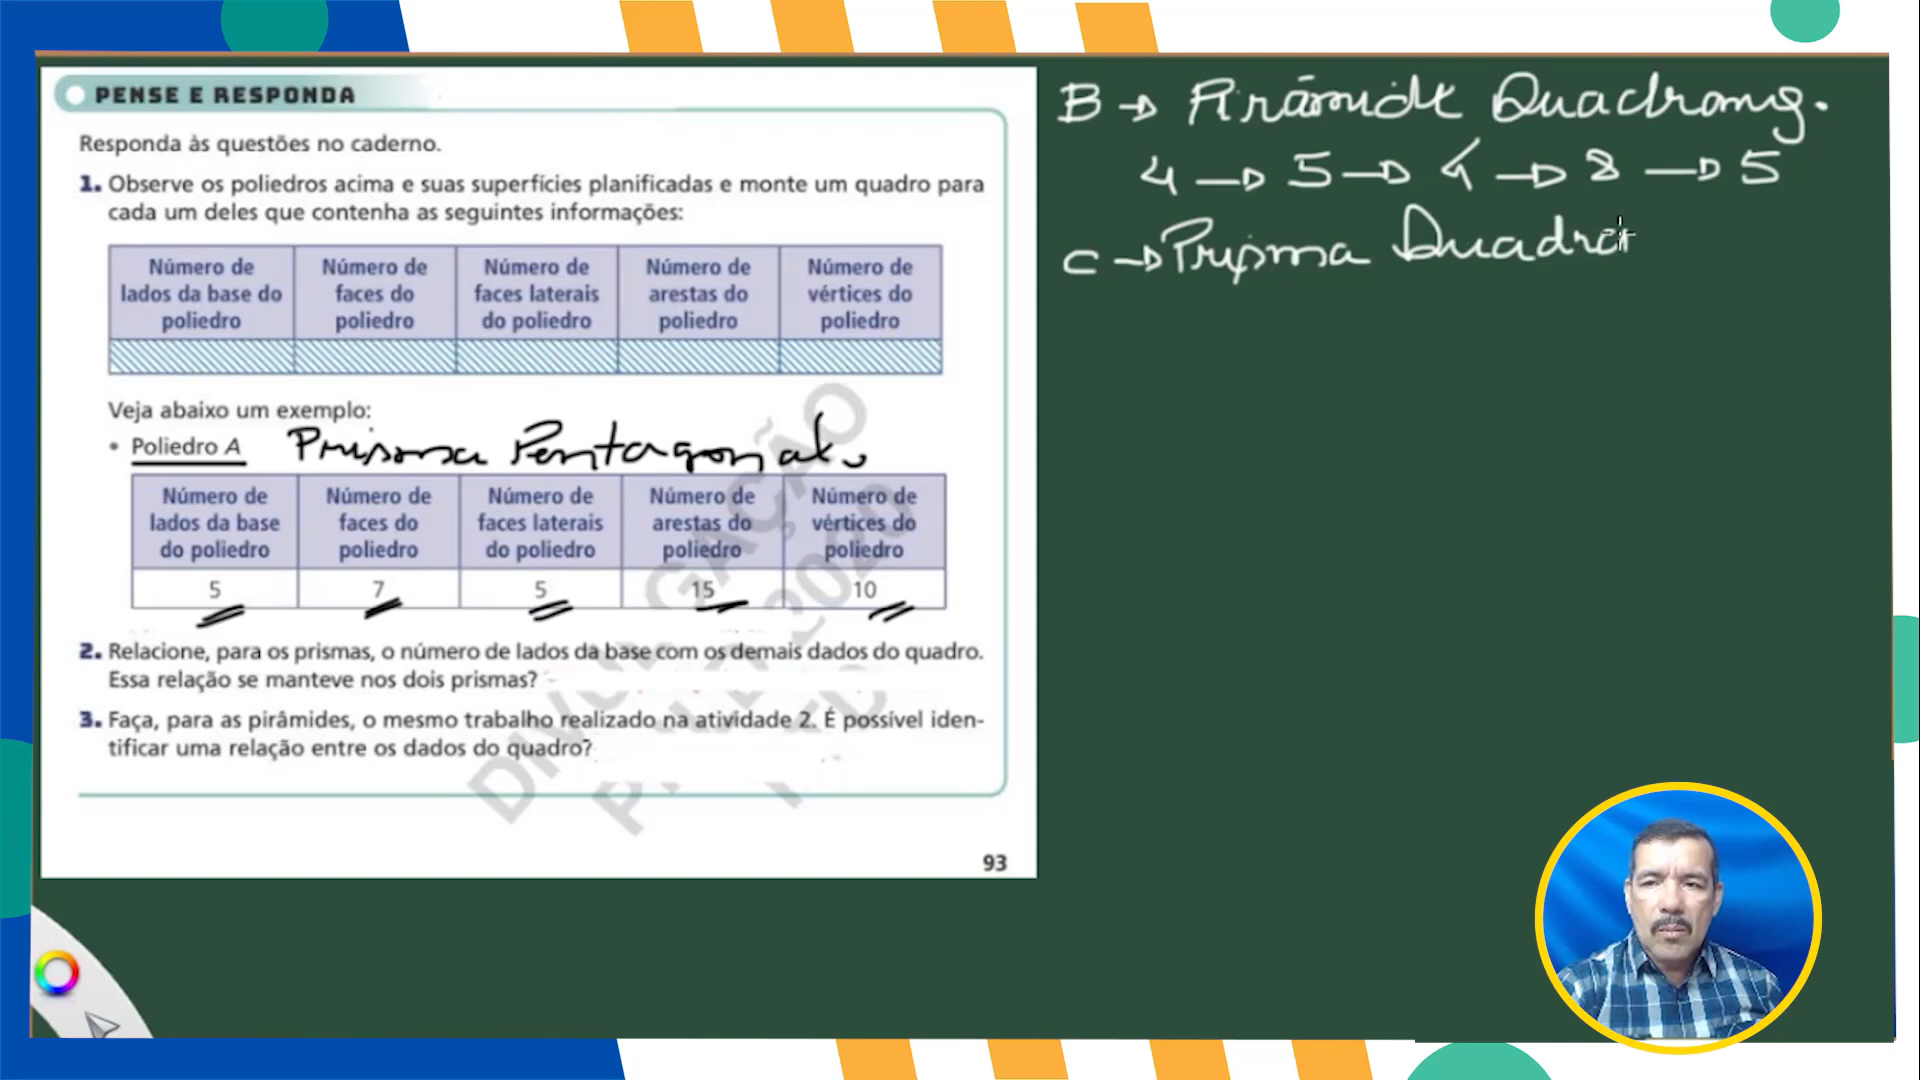 PENSE E RESPONDA
Responda às questões no caderno.
1. Observe os poliedros acima e suas superfícies planificadas e monte um quadro para
cada um deles que contenha as seguintes informações:
Número de lados da base do poliedro
Número de faces do poliedro
Número de faces laterais do poliedro
Número de arestas do poliedro
Número de vértices do poliedro
Veja abaixo um exemplo:
• Poliedro A Prisma Pentagonal.
Número de lados da base do poliedro
Número de faces do poliedro
Número de faces laterais do poliedro
Número de arestas do poliedro
Número de vértices do poliedro
5 7 5 15 10
2. Relacione, para os prismas, o número de lados da base com os demais dados do quadro.
Essa relação se manteve nos dois prismas?
3. Faça, para as pirâmides, o mesmo trabalho realizado na atividade 2. É possível iden-
tificar uma relação entre os dados do quadro?
93
B → Pirâmide Quadrang.
4 → 5 → 4 → 8 → 5
C → Prisma Quadra